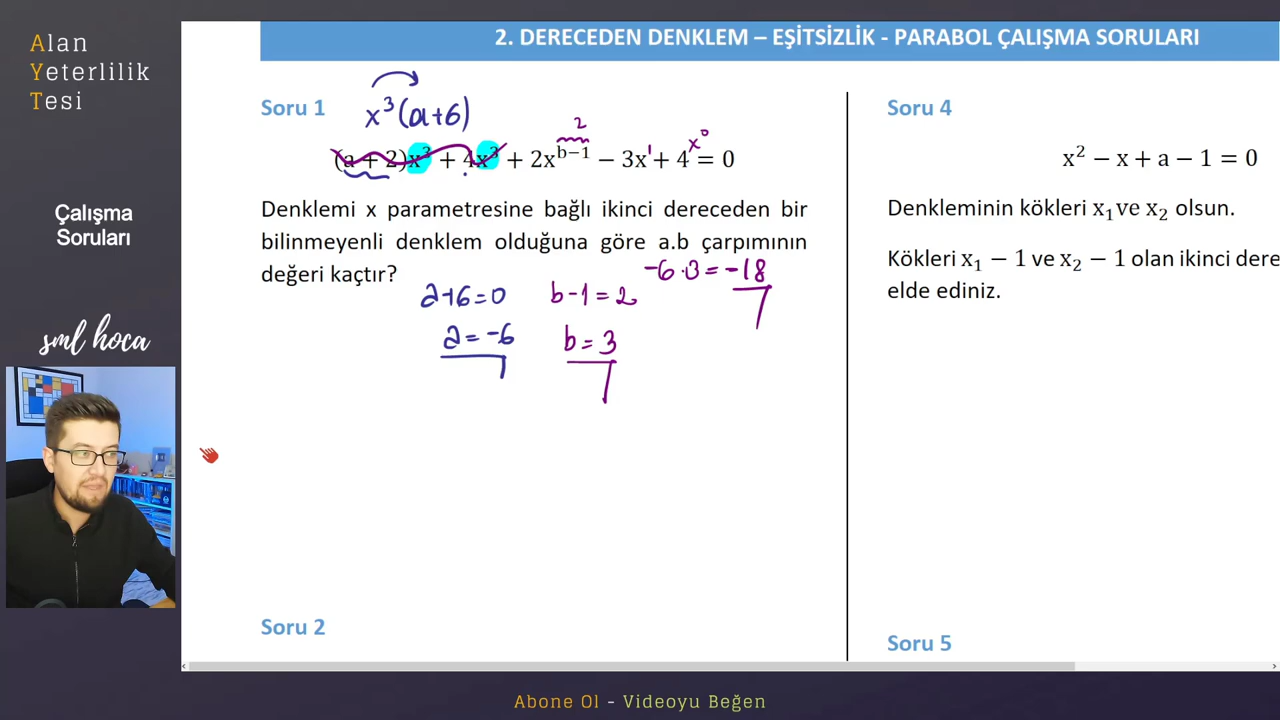 Alan
Yeterlilik
Tesi
Çalışma
Soruları
sml hoca
2. DERECEDEN DENKLEM – EŞİTSİZLİK - PARABOL ÇALIŞMA SORULARI
Soru 1
x³(a+6)
2
x⁰
(a + 2)x³ + 4x³ + 2x^(b−1) − 3x¹ + 4 = 0
Denklemi x parametresine bağlı ikinci dereceden bir
bilinmeyenli denklem olduğuna göre a.b çarpımının
değeri kaçtır?
-6·3=-18
a+6=0
a=-6
b-1=2
b=3
Soru 2
Soru 4
x² − x + a − 1 = 0
Denkleminin kökleri x₁ve x₂ olsun.
Kökleri x₁ − 1 ve x₂ − 1 olan ikinci dere
elde ediniz.
Soru 5
Abone Ol - Videoyu Beğen